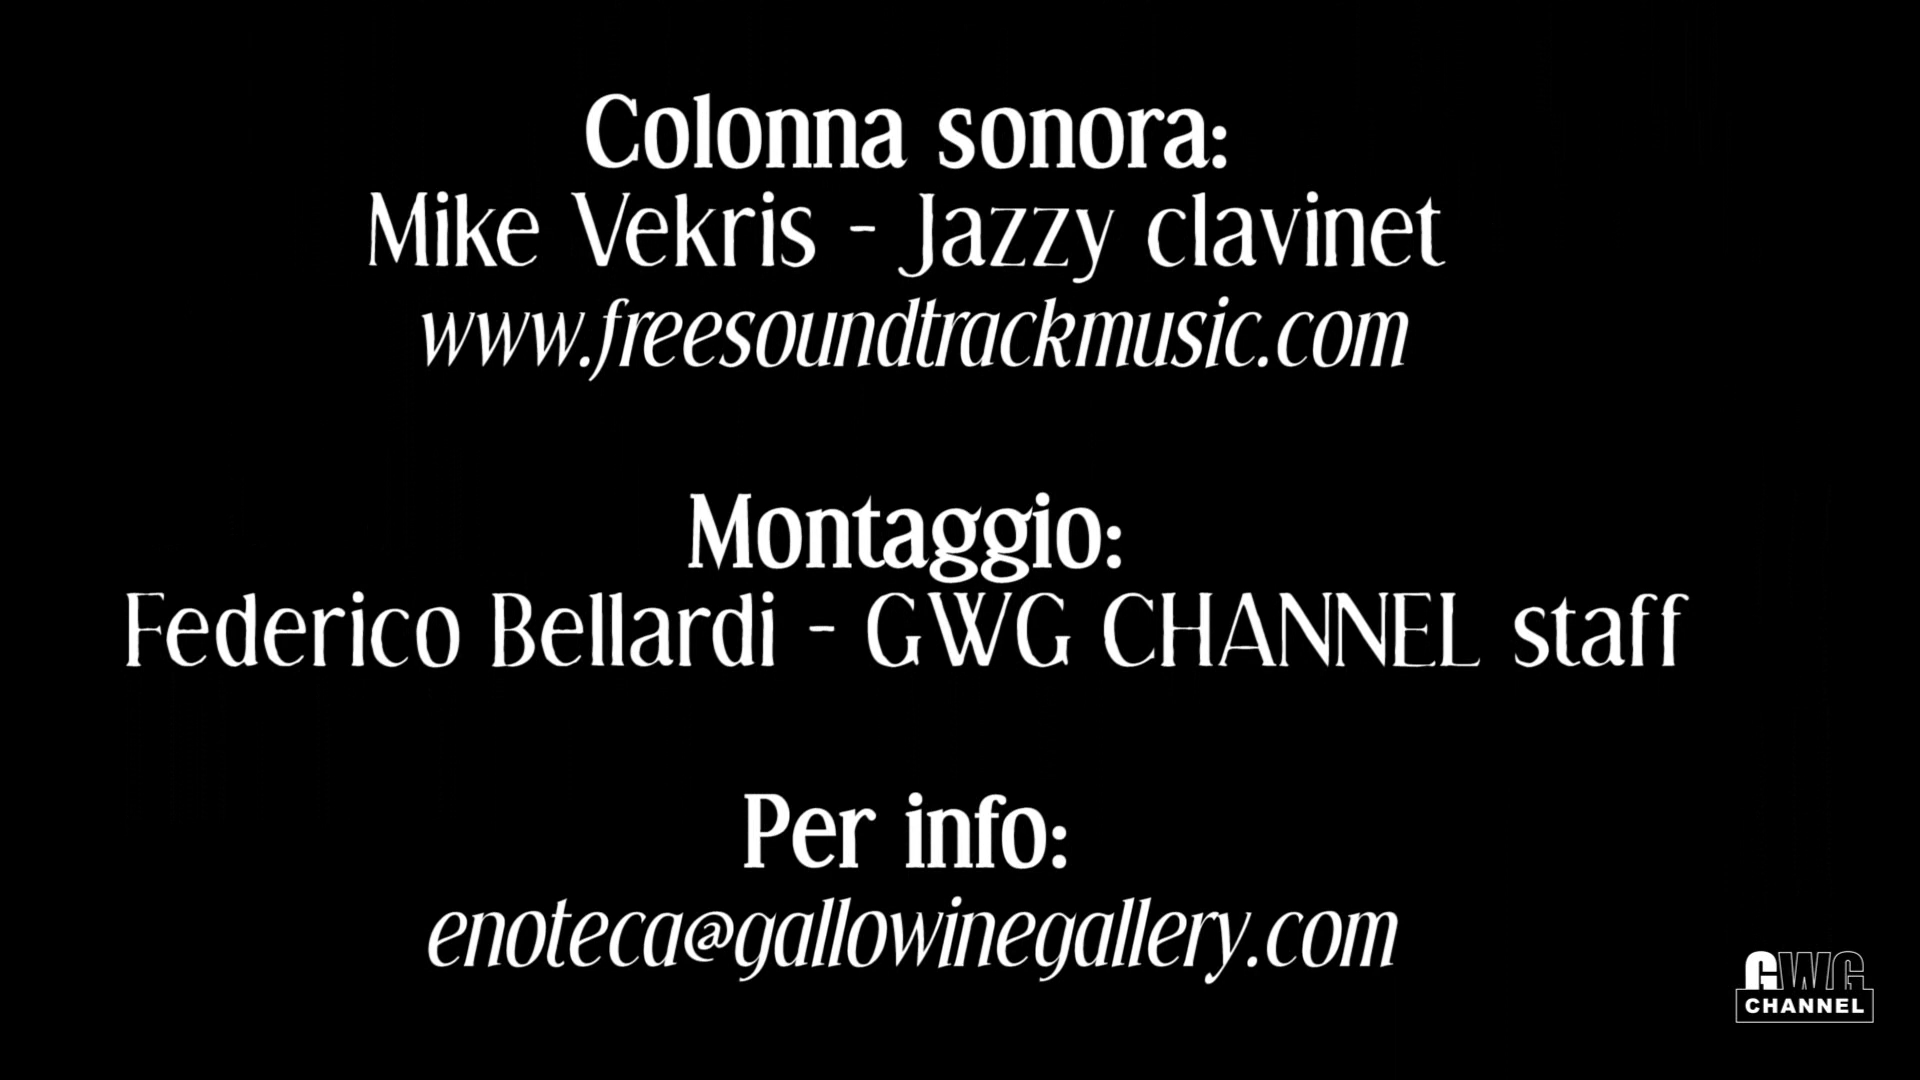 Colonna sonora:
Mike Vekris - Jazzy clavinet
www.freesoundtrackmusic.com
Montaggio:
Federico Bellardi - GWG CHANNEL staff
Per info:
enoteca@gallowinegallery.com
GWG
CHANNEL